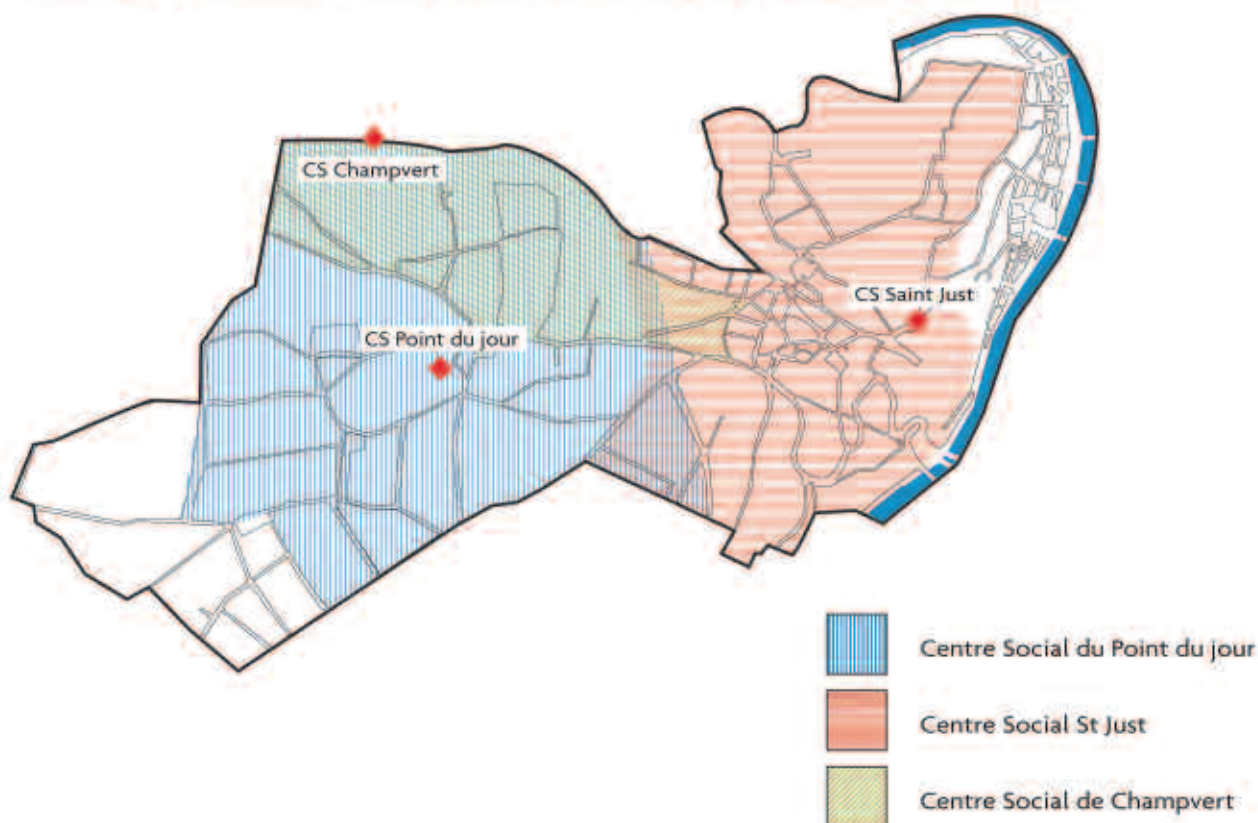 CS Champvert
CS Saint Just
CS Point du jour
Centre Social du Point du jour
Centre Social St Just
Centre Social de Champvert